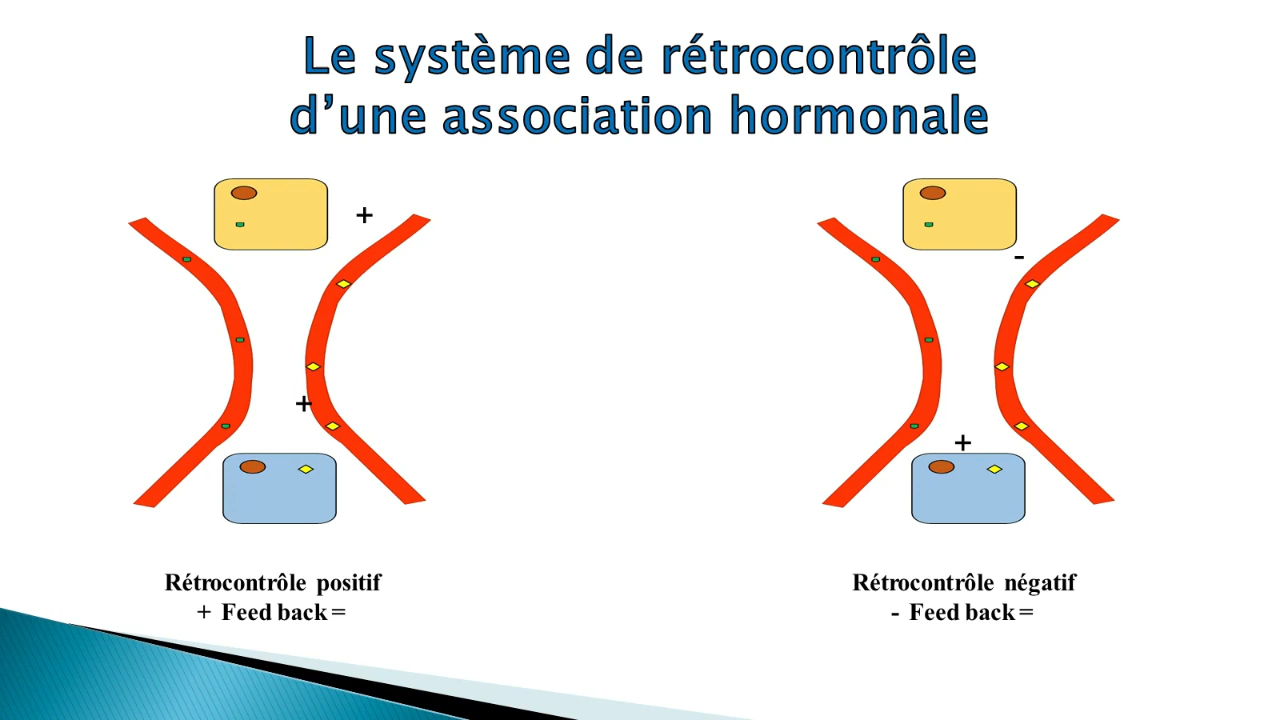 Le système de rétrocontrôle
d’une association hormonale
+
-
+
+
Rétrocontrôle positif
+ Feed back =
Rétrocontrôle négatif
- Feed back =